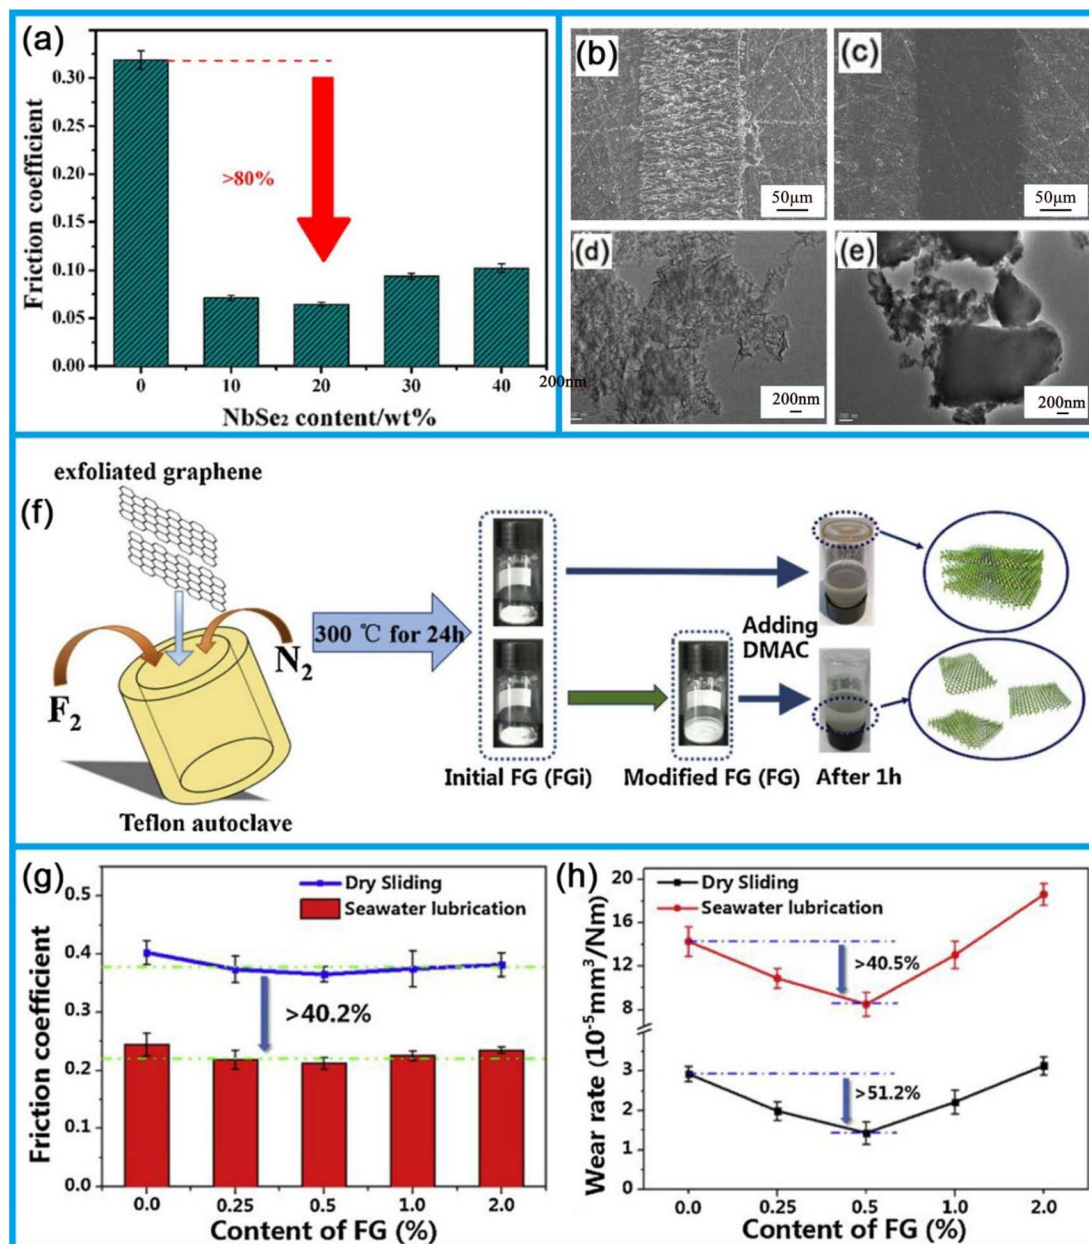 (a)
0.30
0.25
0.20
0.15
0.10
0.05
0.00
Friction coefficient
>80%
0 10 20 30 40
NbSe₂ content/wt%
(b)
50μm
(c)
50μm
(d)
200nm
200nm
(e)
200nm
(f)
exfoliated graphene
F₂
N₂
Teflon autoclave
300 ℃ for 24h
Initial FG (FGi)
Modified FG (FG)
Adding
DMAC
After 1h
(g)
Dry Sliding
Seawater lubrication
0.5
0.4
0.3
0.2
0.1
0.0
Friction coefficient
>40.2%
0.0 0.25 0.5 1.0 2.0
Content of FG (%)
(h)
Dry Sliding
Seawater lubrication
20
16
12
8
3
2
1
Wear rate (10⁻⁵mm³/Nm)
>40.5%
>51.2%
0.0 0.25 0.5 1.0 2.0
Content of FG (%)